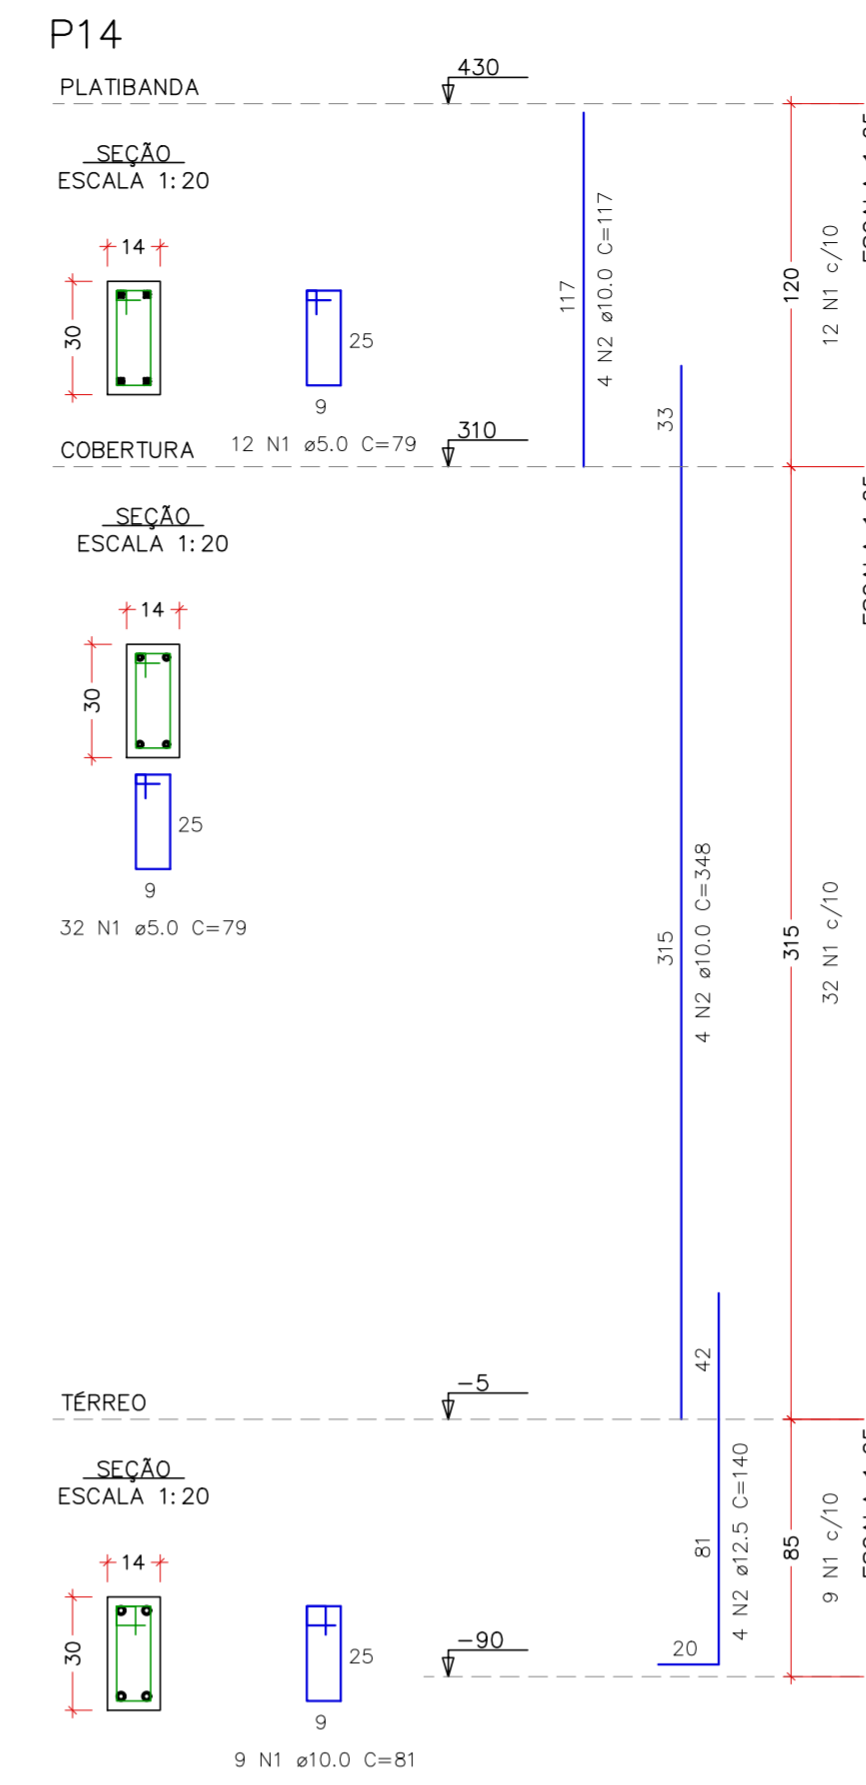 P14
PLATIBANDA
430
SEÇÃO
ESCALA 1:20
14
30
25
9
12 N1 ø5.0 C=79
117
4 N2 ø10.0 C=117
120
12 N1 c/10
COBERTURA
310
33
SEÇÃO
ESCALA 1:20
14
30
25
9
32 N1 ø5.0 C=79
315
4 N2 ø10.0 C=348
315
32 N1 c/10
TÉRREO
-5
42
SEÇÃO
ESCALA 1:20
14
30
25
9
9 N1 ø10.0 C=81
-90
20
81
4 N2 ø12.5 C=140
85
9 N1 c/10